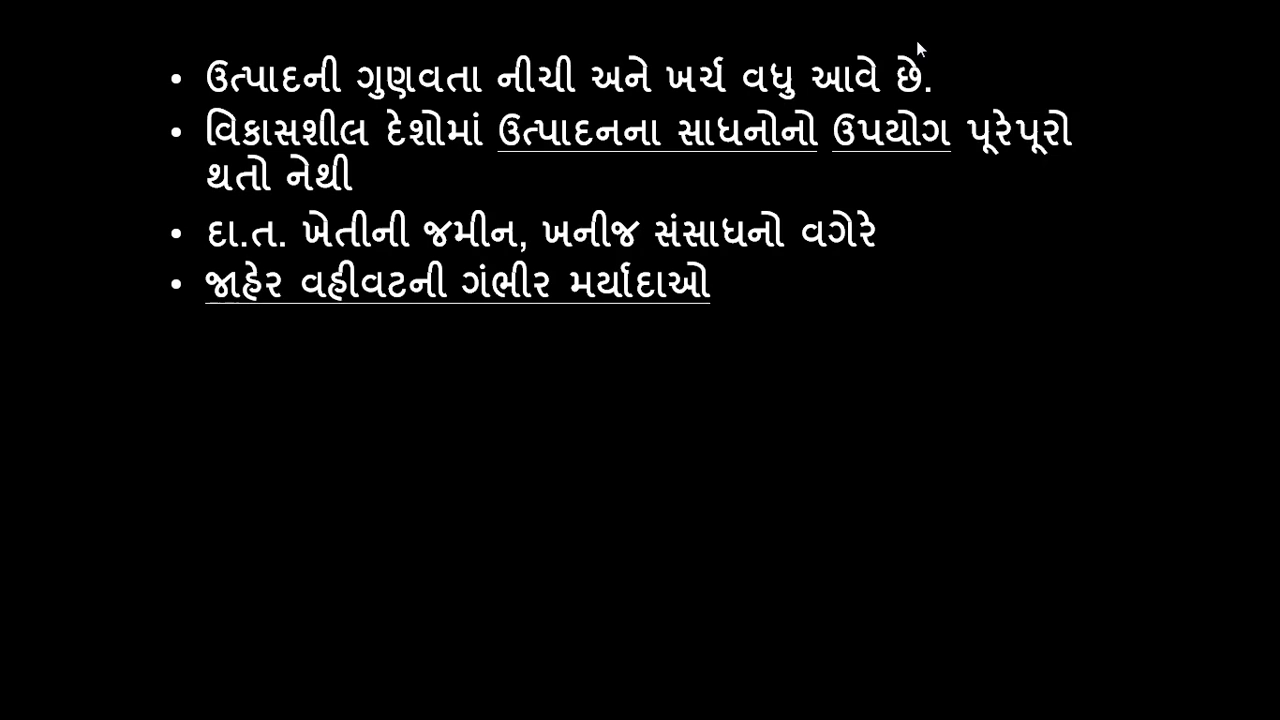 • ઉત્પાદની ગુણવતા નીચી અને ખર્ચ વધુ આવે છે.
• વિકાસશીલ દેશોમાં ઉત્પાદનના સાધનોનો ઉપયોગ પૂરેપૂરો
થતો નેથી
• દા.ત. ખેતીની જમીન, ખનીજ સંસાધનો વગેરે
• જાહેર વહીવટની ગંભીર મર્યાદાઓ